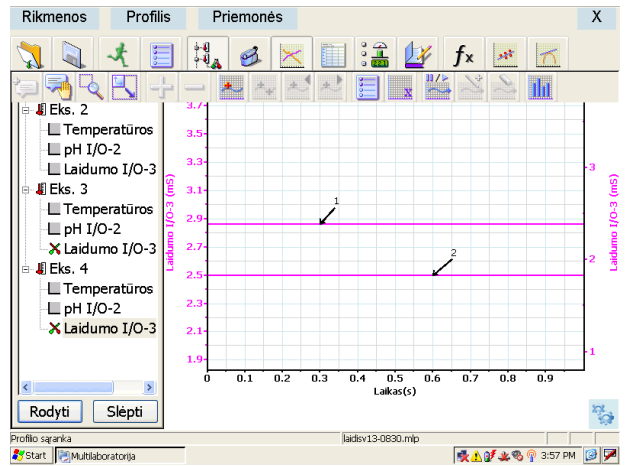 Rikmenos Profilis Priemonės X
fx
Eks. 2
Temperatūros
pH I/O-2
Laidumo I/O-3
Eks. 3
Temperatūros
pH I/O-2
Laidumo I/O-3
Eks. 4
Temperatūros
pH I/O-2
Laidumo I/O-3
Rodyti Slėpti
Laidumo I/O-3 (mS)
3.7
3.5
3.3
3.1
2.9
2.7
2.5
2.3
2.1
1.9
1
2
0 0.1 0.2 0.3 0.4 0.5 0.6 0.7 0.8 0.9
Laikas(s)
3
2
1
Laidumo I/O-3 (mS)
Profilio sąranka laidisv13-0830.mlp
Start Multilaboratorija 3:57 PM